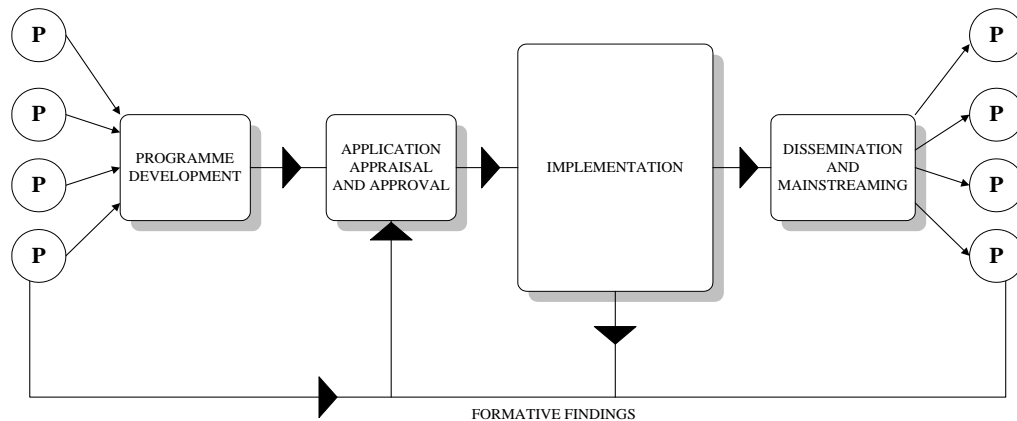 P
P
P
P
PROGRAMME
DEVELOPMENT
APPLICATION
APPRAISAL
AND APPROVAL
IMPLEMENTATION
DISSEMINATION
AND
MAINSTREAMING
P
P
P
P
FORMATIVE FINDINGS